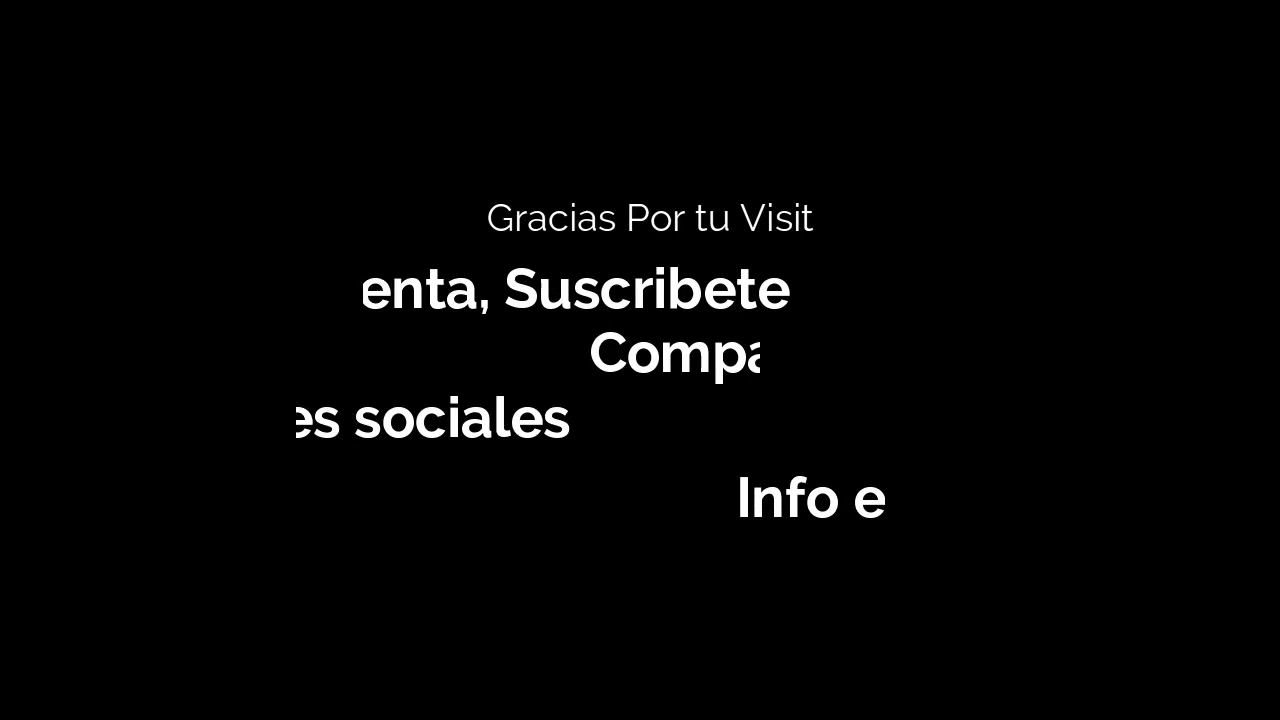 Gracias Por tu Visit
enta, Suscribete
Compa
es sociales
Info e